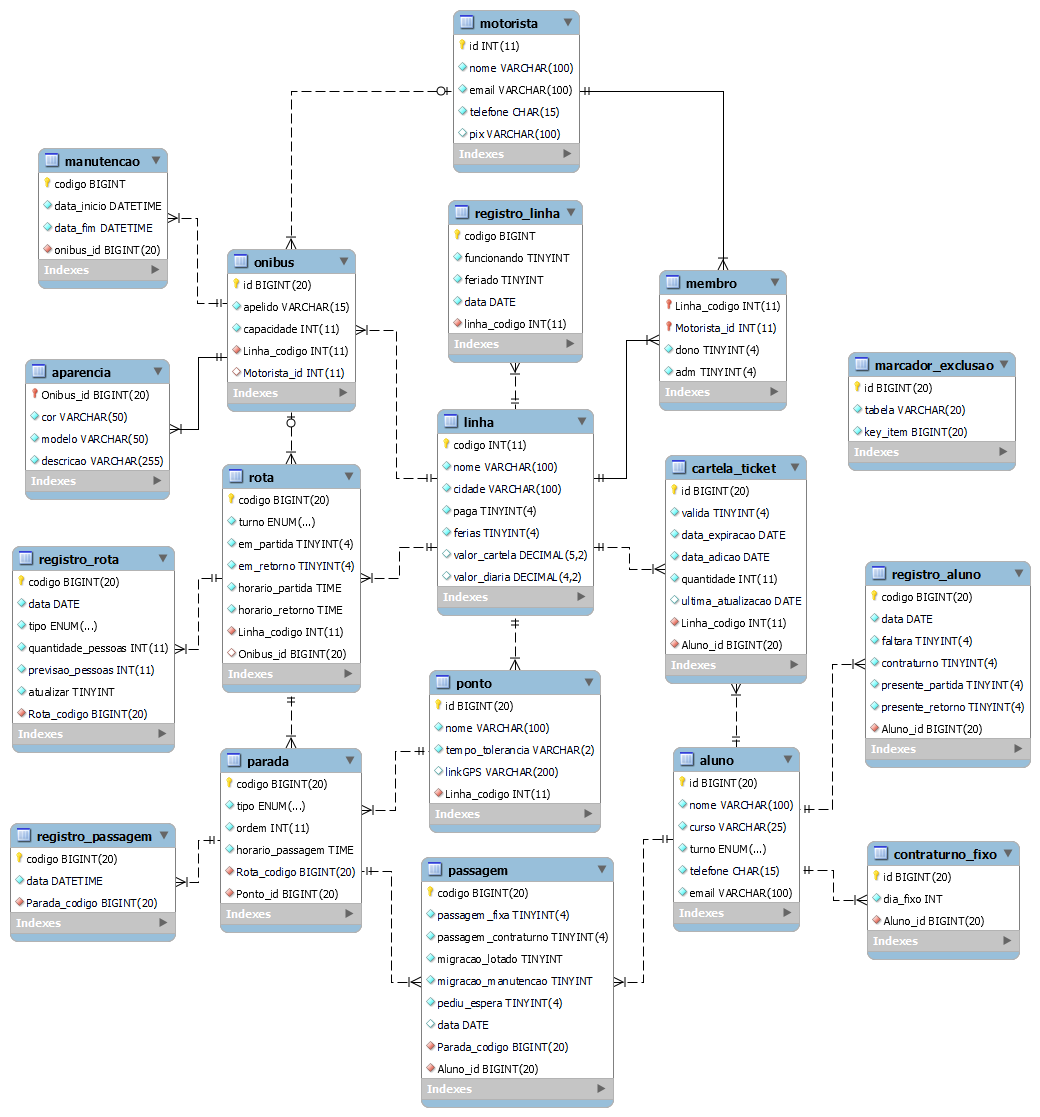 motorista
id INT(11)
nome VARCHAR(100)
email VARCHAR(100)
telefone CHAR(15)
pix VARCHAR(100)
Indexes
manutencao
codigo BIGINT
data_inicio DATETIME
data_fim DATETIME
onibus_id BIGINT(20)
Indexes
registro_linha
codigo BIGINT
funcionando TINYINT
feriado TINYINT
data DATE
linha_codigo INT(11)
Indexes
onibus
id BIGINT(20)
apelido VARCHAR(15)
capacidade INT(11)
Linha_codigo INT(11)
Motorista_id INT(11)
Indexes
membro
Linha_codigo INT(11)
Motorista_id INT(11)
dono TINYINT(4)
adm TINYINT(4)
Indexes
marcador_exclusao
id BIGINT(20)
tabela VARCHAR(20)
key_item BIGINT(20)
Indexes
aparencia
Onibus_id BIGINT(20)
cor VARCHAR(50)
modelo VARCHAR(50)
descricao VARCHAR(255)
Indexes
linha
codigo INT(11)
nome VARCHAR(100)
cidade VARCHAR(100)
paga TINYINT(4)
ferias TINYINT(4)
valor_cartela DECIMAL(5,2)
valor_diaria DECIMAL(4,2)
Indexes
rota
codigo BIGINT(20)
turno ENUM(...)
em_partida TINYINT(4)
em_retorno TINYINT(4)
horario_partida TIME
horario_retorno TIME
Linha_codigo INT(11)
Onibus_id BIGINT(20)
Indexes
cartela_ticket
id BIGINT(20)
valida TINYINT(4)
data_expiracao DATE
data_adicao DATE
quantidade INT(11)
ultima_atualizacao DATE
Linha_codigo INT(11)
Aluno_id BIGINT(20)
Indexes
registro_rota
codigo BIGINT(20)
data DATE
tipo ENUM(...)
quantidade_pessoas INT(11)
previsao_pessoas INT(11)
atualizar TINYINT
Rota_codigo BIGINT(20)
Indexes
registro_aluno
codigo BIGINT(20)
data DATE
faltara TINYINT(4)
contraturno TINYINT(4)
presente_partida TINYINT(4)
presente_retorno TINYINT(4)
Aluno_id BIGINT(20)
Indexes
ponto
id BIGINT(20)
nome VARCHAR(100)
tempo_tolerancia VARCHAR(2)
linkGPS VARCHAR(200)
Linha_codigo INT(11)
Indexes
parada
codigo BIGINT(20)
tipo ENUM(...)
ordem INT(11)
horario_passagem TIME
Rota_codigo BIGINT(20)
Ponto_id BIGINT(20)
Indexes
aluno
id BIGINT(20)
nome VARCHAR(100)
curso VARCHAR(25)
turno ENUM(...)
telefone CHAR(15)
email VARCHAR(100)
Indexes
registro_passagem
codigo BIGINT(20)
data DATETIME
Parada_codigo BIGINT(20)
Indexes
passagem
codigo BIGINT(20)
passagem_fixa TINYINT(4)
passagem_contraturno TINYINT(4)
migracao_lotado TINYINT
migracao_manutencao TINYINT
pediu_espera TINYINT(4)
data DATE
Parada_codigo BIGINT(20)
Aluno_id BIGINT(20)
Indexes
contraturno_fixo
id BIGINT(20)
dia_fixo INT
Aluno_id BIGINT(20)
Indexes